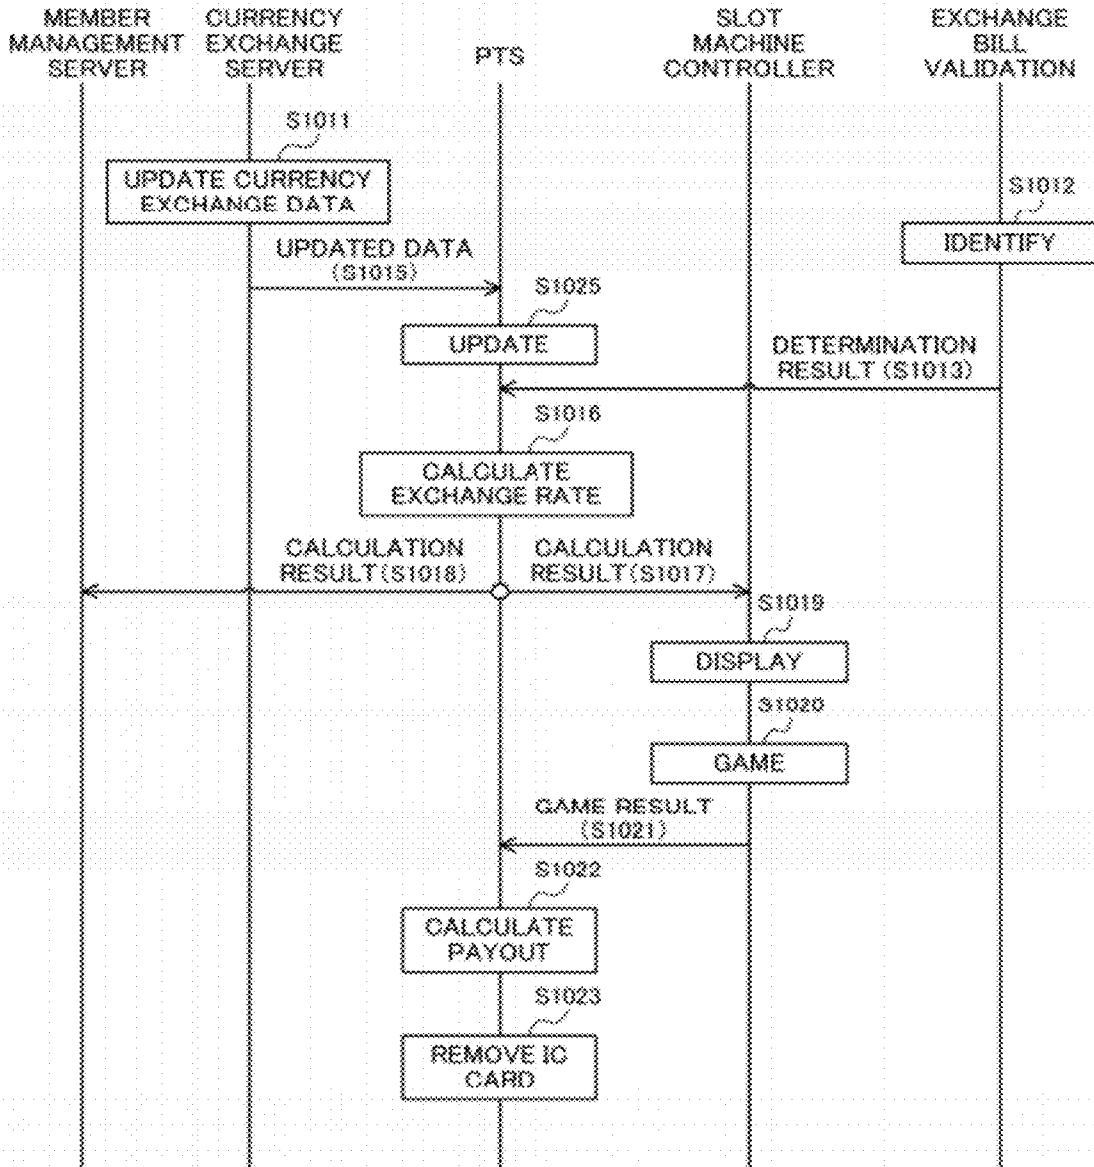 MEMBER
MANAGEMENT
SERVER
CURRENCY
EXCHANGE
SERVER
PTS
SLOT
MACHINE
CONTROLLER
EXCHANGE
BILL
VALIDATION
S1011
UPDATE CURRENCY
EXCHANGE DATA
S1012
IDENTIFY
UPDATED DATA
(S1015)
S1025
UPDATE
DETERMINATION
RESULT (S1013)
S1016
CALCULATE
EXCHANGE RATE
CALCULATION
RESULT(S1018)
CALCULATION
RESULT(S1017)
S1019
DISPLAY
S1020
GAME
GAME RESULT
(S1021)
S1022
CALCULATE
PAYOUT
S1023
REMOVE IC
CARD